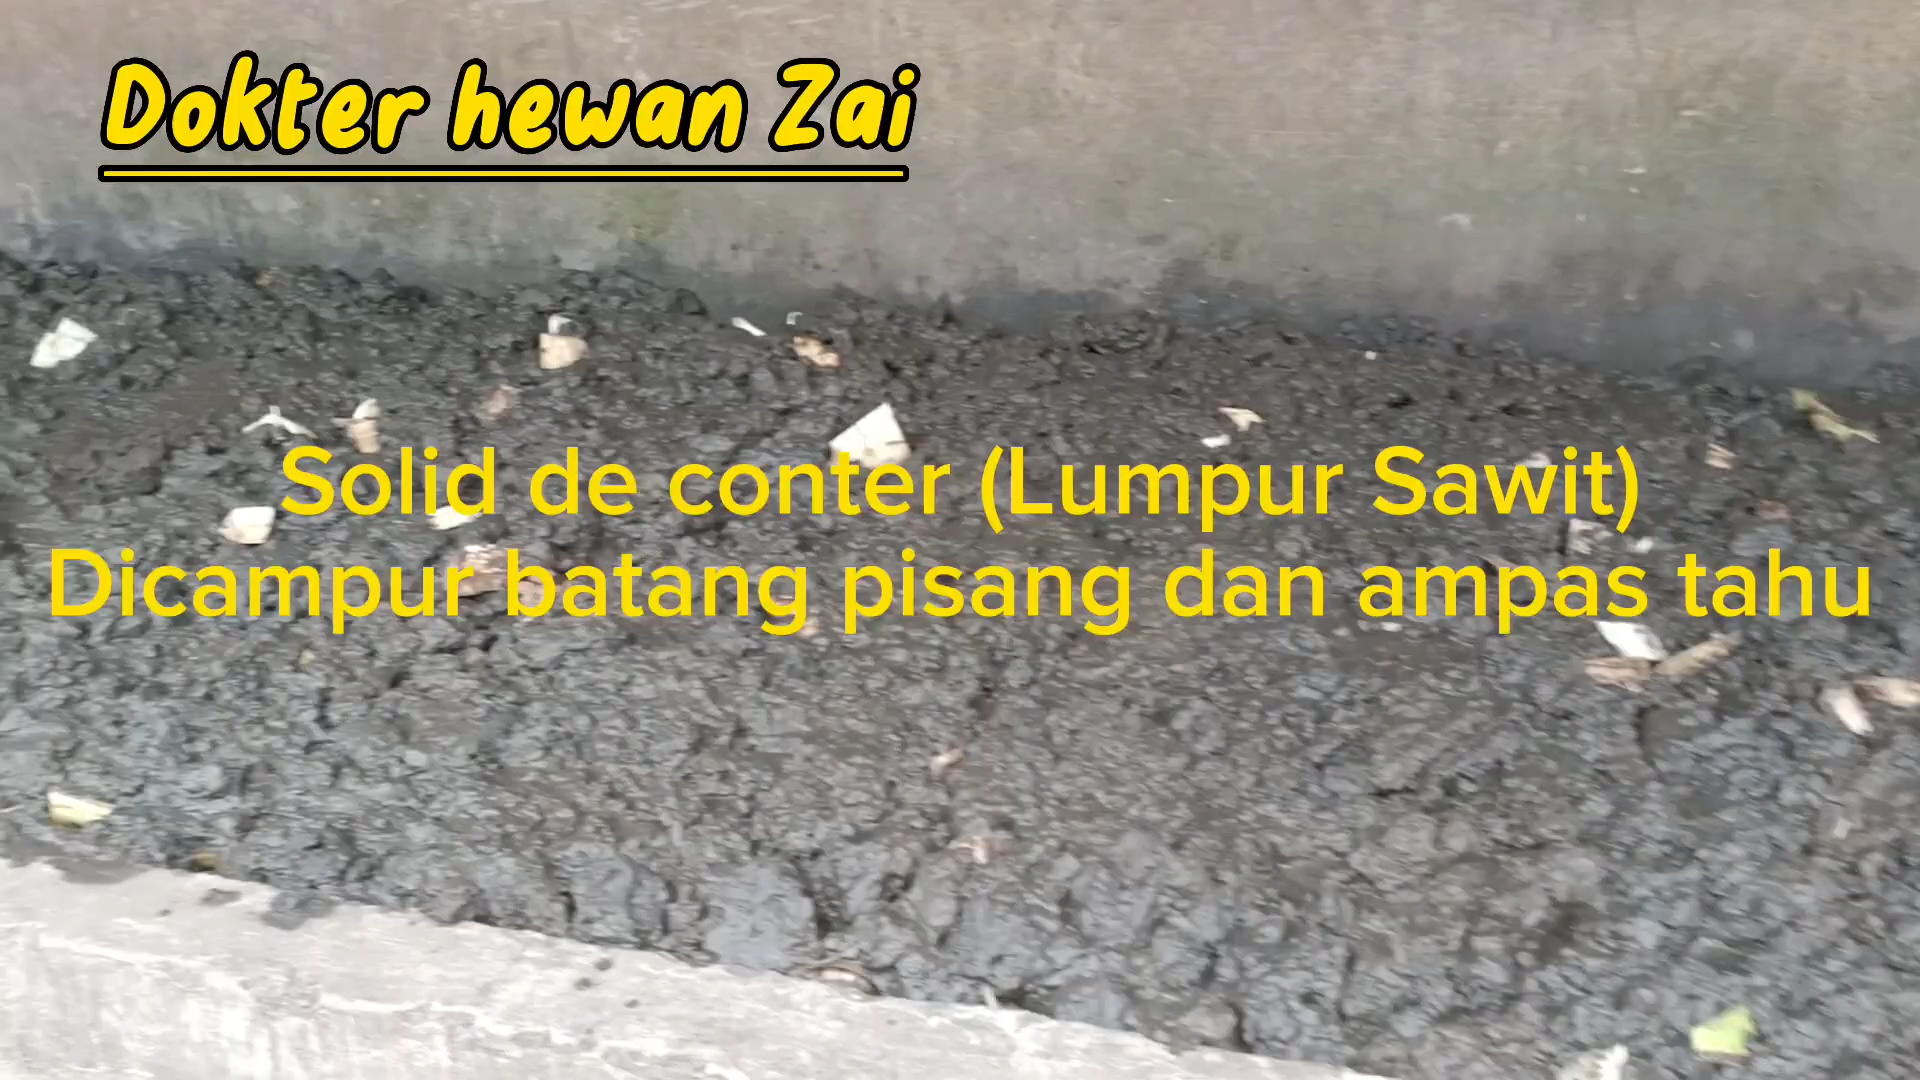 Dokter hewan Zai
Solid de conter (Lumpur Sawit)
Dicampur batang pisang dan ampas tahu